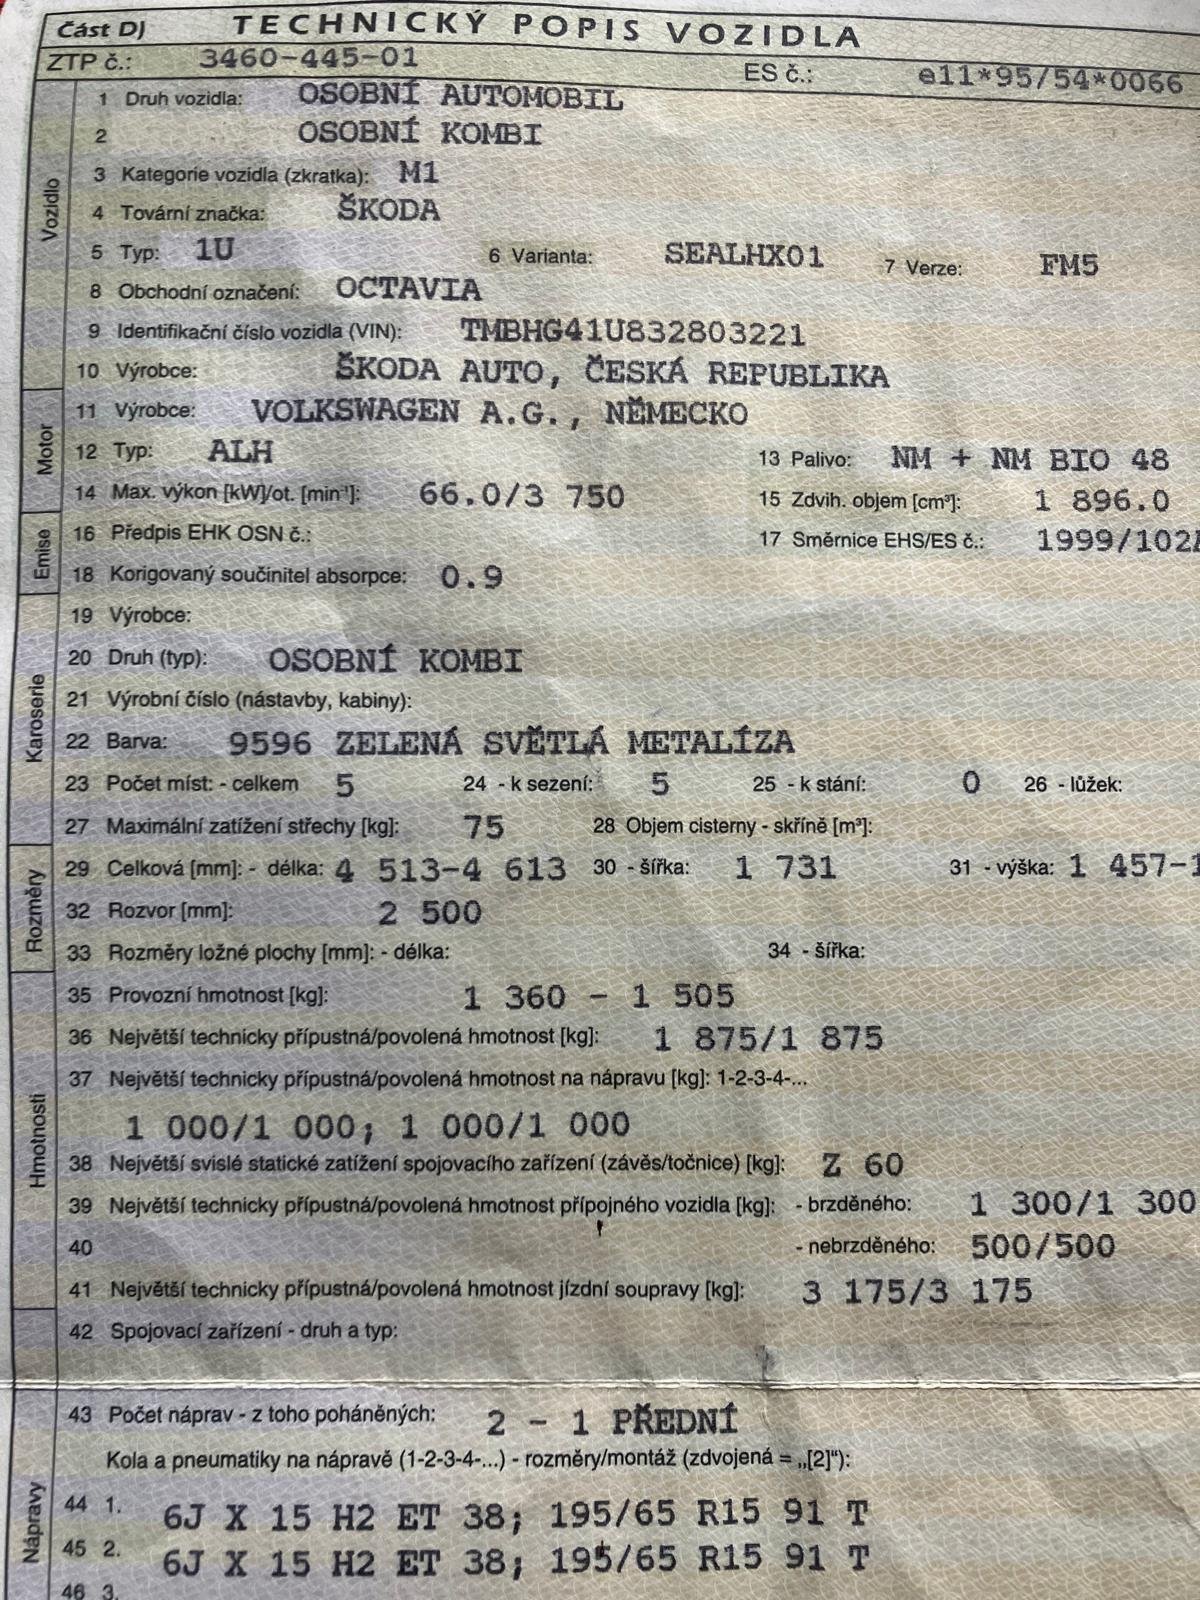 Část DJ TECHNICKÝ POPIS VOZIDLA
ZTP č.: 3460-445-01 ES č.: e11*95/54*0066
Vozidlo
1 Druh vozidla: OSOBNÍ AUTOMOBIL
2 OSOBNÍ KOMBI
3 Kategorie vozidla (zkratka): M1
4 Tovární značka: ŠKODA
5 Typ: 1U 6 Varianta: SEALHX01 7 Verze: FM5
8 Obchodní označení: OCTAVIA
9 Identifikační číslo vozidla (VIN): TMBHG41U832803221
10 Výrobce: ŠKODA AUTO, ČESKÁ REPUBLIKA
Motor
11 Výrobce: VOLKSWAGEN A.G., NĚMECKO
12 Typ: ALH 13 Palivo: NM + NM BIO 48
14 Max. výkon [kW]/ot. [min⁻¹]: 66.0/3 750 15 Zdvih. objem [cm³]: 1 896.0
Emise
16 Předpis EHK OSN č.: 17 Směrnice EHS/ES č.: 1999/102A
18 Korigovaný součinitel absorpce: 0.9
Karoserie
19 Výrobce:
20 Druh (typ): OSOBNÍ KOMBI
21 Výrobní číslo (nástavby, kabiny):
22 Barva: 9596 ZELENÁ SVĚTLÁ METALÍZA
23 Počet míst: - celkem 5 24 - k sezení: 5 25 - k stání: 0 26 - lůžek:
27 Maximální zatížení střechy [kg]: 75 28 Objem cisterny - skříně [m³]:
Rozměry
29 Celková [mm]: - délka: 4 513-4 613 30 - šířka: 1 731 31 - výška: 1 457-1
32 Rozvor [mm]: 2 500
33 Rozměry ložné plochy [mm]: - délka: 34 - šířka:
Hmotnosti
35 Provozní hmotnost [kg]: 1 360 - 1 505
36 Největší technicky přípustná/povolená hmotnost [kg]: 1 875/1 875
37 Největší technicky přípustná/povolená hmotnost na nápravu [kg]: 1-2-3-4-...
1 000/1 000; 1 000/1 000
38 Největší svislé statické zatížení spojovacího zařízení (závěs/točnice) [kg]: Z 60
39 Největší technicky přípustná/povolená hmotnost přípojného vozidla [kg]: - brzděného: 1 300/1 300
40 - nebrzděného: 500/500
41 Největší technicky přípustná/povolená hmotnost jízdní soupravy [kg]: 3 175/3 175
42 Spojovací zařízení - druh a typ:
Nápravy
43 Počet náprav - z toho poháněných: 2 - 1 PŘEDNÍ
Kola a pneumatiky na nápravě (1-2-3-4-...) - rozměry/montáž (zdvojená = „[2]“):
44 1. 6J X 15 H2 ET 38; 195/65 R15 91 T
45 2. 6J X 15 H2 ET 38; 195/65 R15 91 T
46 3.